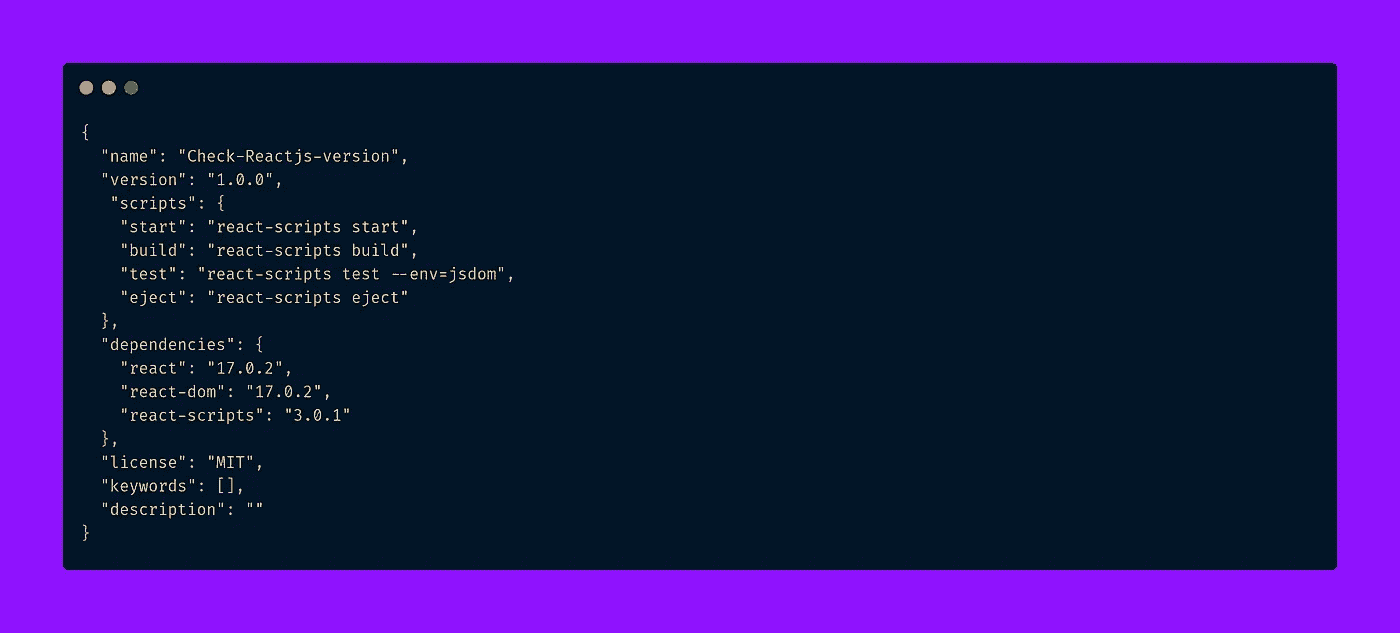 {
  "name": "Check-Reactjs-version",
  "version": "1.0.0",
   "scripts": {
    "start": "react-scripts start",
    "build": "react-scripts build",
    "test": "react-scripts test --env=jsdom",
    "eject": "react-scripts eject"
  },
  "dependencies": {
    "react": "17.0.2",
    "react-dom": "17.0.2",
    "react-scripts": "3.0.1"
  },
  "license": "MIT",
  "keywords": [],
  "description": ""
}